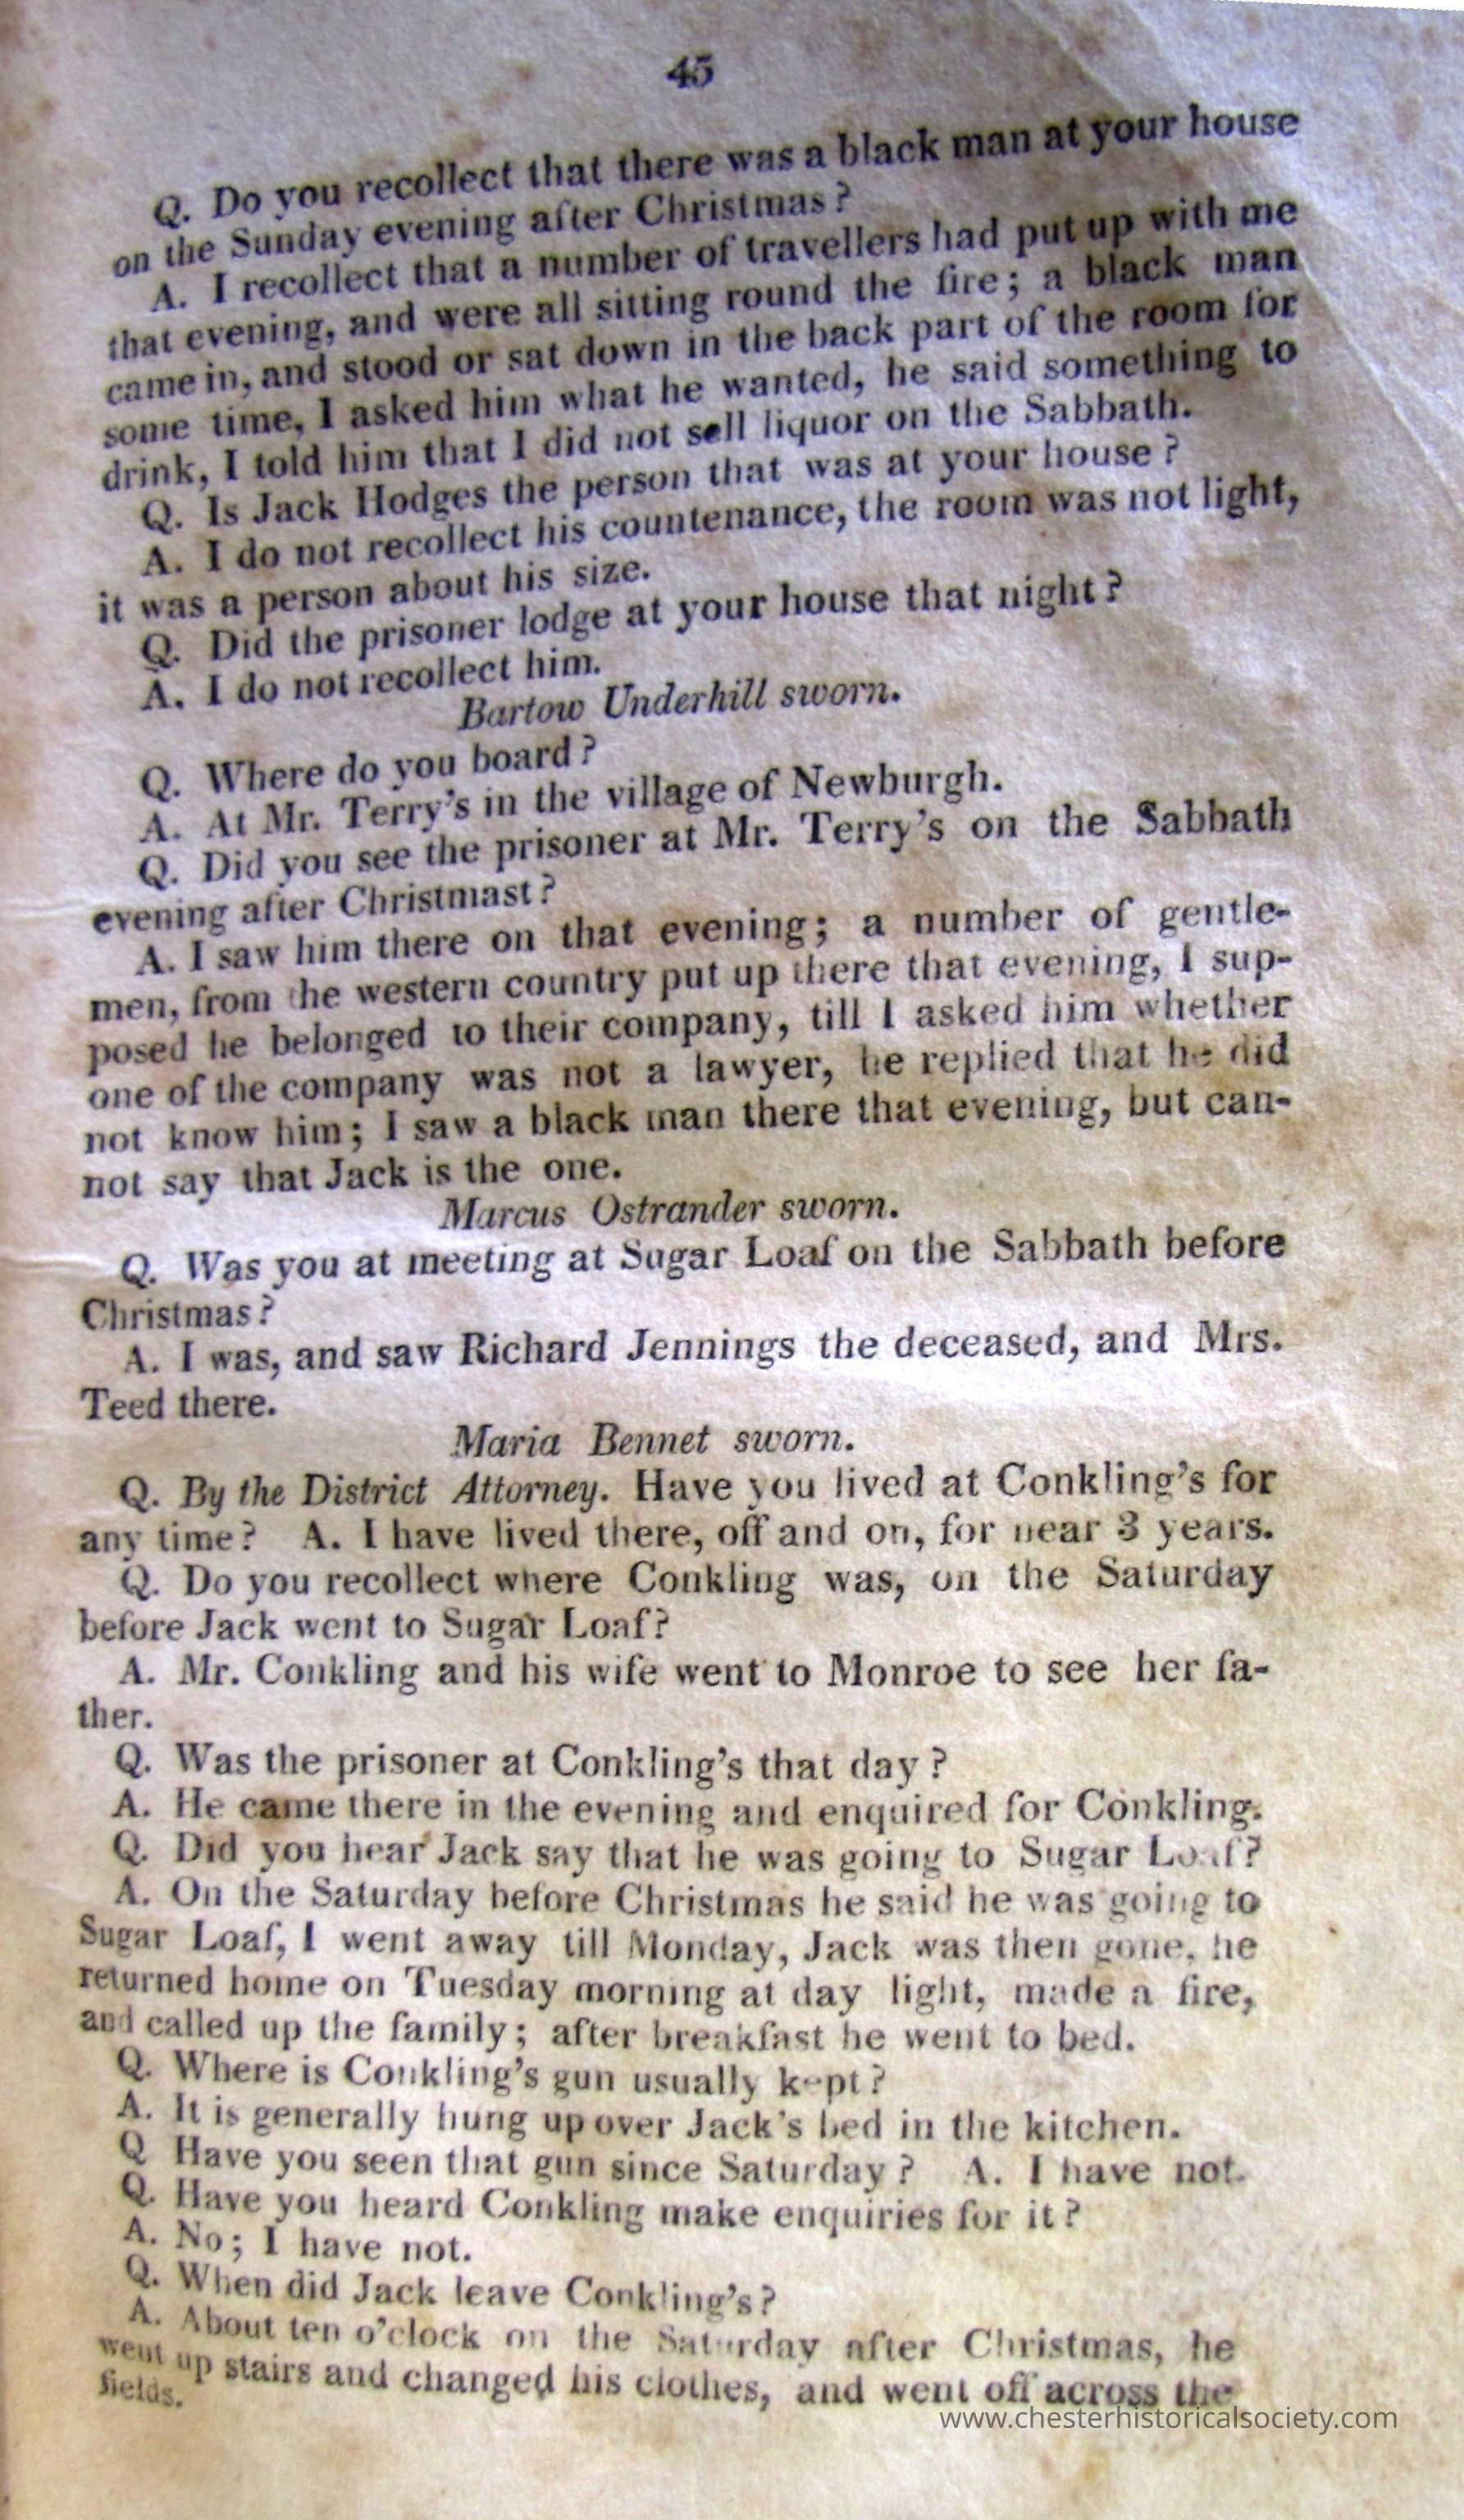 45
Q. Do you recollect that there was a black man at your house
on the Sunday evening after Christmas?
A. I recollect that a number of travellers had put up with me
that evening, and were all sitting round the fire; a black man
came in, and stood or sat down in the back part of the room for
some time, I asked him what he wanted, he said something to
drink, I told him that I did not sell liquor on the Sabbath.
Q. Is Jack Hodges the person that was at your house?
A. I do not recollect his countenance, the room was not light,
it was a person about his size.
Q. Did the prisoner lodge at your house that night?
A. I do not recollect him.
Bartow Underhill sworn.
Q. Where do you board?
A. At Mr. Terry's in the village of Newburgh.
Q. Did you see the prisoner at Mr. Terry's on the Sabbath
evening after Christmast?
A. I saw him there on that evening; a number of gentle-
men, from the western country put up there that evening, I sup-
posed he belonged to their company, till I asked him whether
one of the company was not a lawyer, he replied that he did
not know him; I saw a black man there that evening, but can-
not say that Jack is the one.
Marcus Ostrander sworn.
Q. Was you at meeting at Sugar Loaf on the Sabbath before
Christmas?
A. I was, and saw Richard Jennings the deceased, and Mrs.
Teed there.
Maria Bennet sworn.
Q. By the District Attorney. Have you lived at Conkling's for
any time? A. I have lived there, off and on, for near 3 years.
Q. Do you recollect where Conkling was, on the Saturday
before Jack went to Sugar Loaf?
A. Mr. Conkling and his wife went to Monroe to see her fa-
ther.
Q. Was the prisoner at Conkling's that day?
A. He came there in the evening and enquired for Conkling.
Q. Did you hear Jack say that he was going to Sugar Loaf?
A. On the Saturday before Christmas he said he was going to
Sugar Loaf, I went away till Monday, Jack was then gone, he
returned home on Tuesday morning at day light, made a fire,
and called up the family; after breakfast he went to bed.
Q. Where is Conkling's gun usually kept?
A. It is generally hung up over Jack's bed in the kitchen.
Q Have you seen that gun since Saturday? A. I have not.
Q. Have you heard Conkling make enquiries for it?
A. No; I have not.
Q. When did Jack leave Conkling's?
A. About ten o'clock on the Saturday after Christmas, he
went up stairs and changed his clothes, and went off across the
fields.
www.chesterhistoricalsociety.com